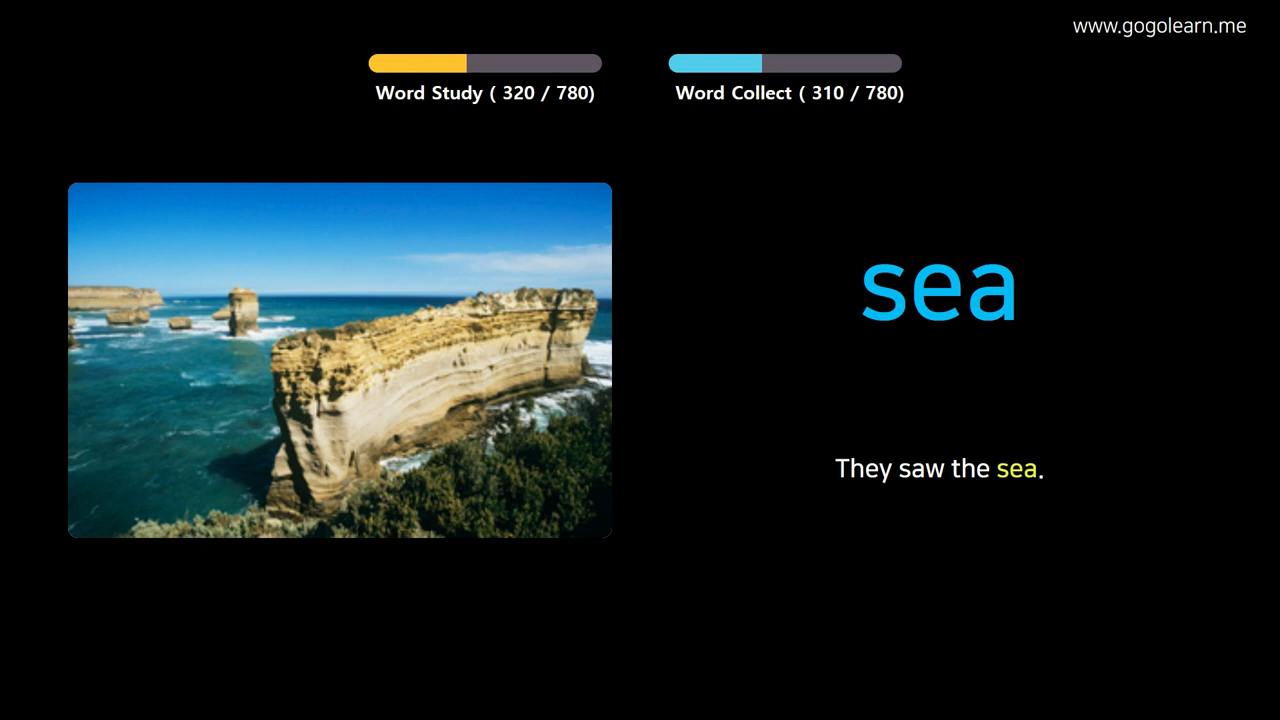 www.gogolearn.me
Word Study ( 320 / 780)
Word Collect ( 310 / 780)
sea
They saw the sea.